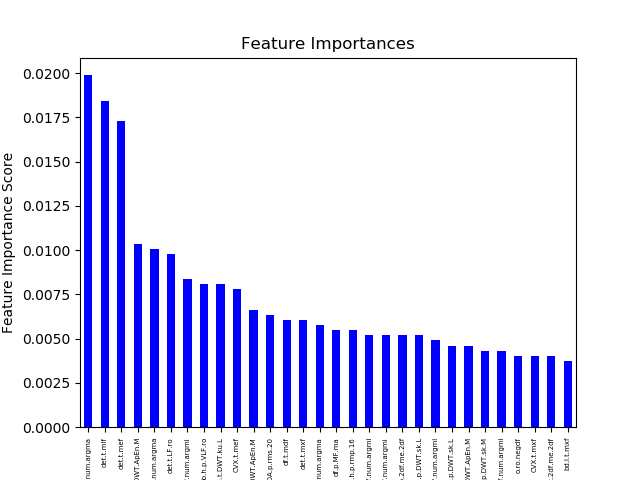 Feature Importances
Feature Importance Score
0.0200
0.0175
0.0150
0.0125
0.0100
0.0075
0.0050
0.0025
0.0000
num.argma
det.t.mif
det.t.mef
DWT.ApEn.M
.num.argma
det.t.LF.ro
.num.argmi
b.h.p.VLF.ro
.t.DWT.ku.L
CVX.t.mef
DWT.ApEn.M
DA.p.rms.20
df.t.mdf
det.t.mxf
num.argma
df.p.MF.ma
.h.p.rmp.16
.num.argmi
.num.argmi
.2df.me.2df
.p.DWT.sk.L
.num.argmi
.p.DWT.sk.L
DWT.ApEn.M
.p.DWT.sk.M
.num.argmi
o.ro.negdf
CVX.t.mxf
.2df.me.2df
bd.l.t.mxf